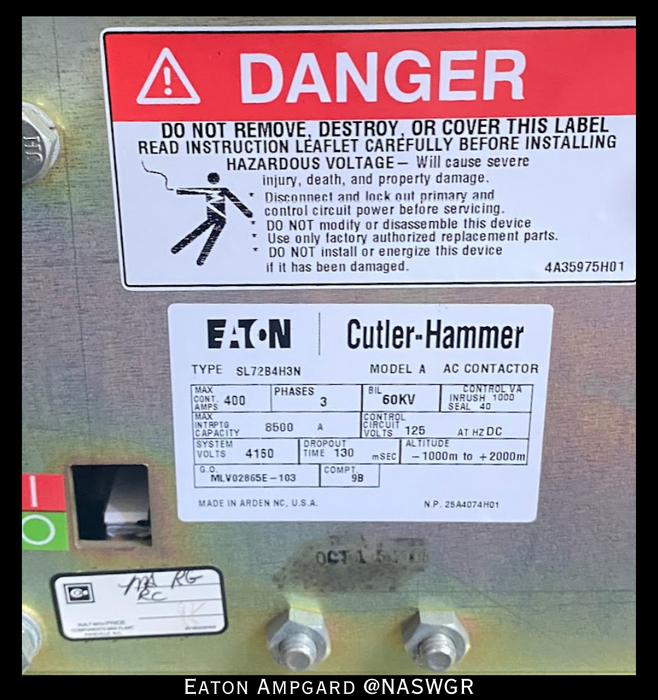 DANGER
DO NOT REMOVE, DESTROY, OR COVER THIS LABEL
READ INSTRUCTION LEAFLET CAREFULLY BEFORE INSTALLING
HAZARDOUS VOLTAGE – Will cause severe
injury, death, and property damage.
* Disconnect and lock out primary and
control circuit power before servicing.
* DO NOT modify or disassemble this device
* Use only factory authorized replacement parts.
* DO NOT install or energize this device
if it has been damaged.
4A35975H01
JH
EATON Cutler-Hammer
TYPE SL72B4H3N MODEL A AC CONTACTOR
MAX CONT. AMPS 400 PHASES 3 BIL 60KV CONTROL VA INRUSH 1000 SEAL 40
MAX INTRPTG CAPACITY 8500 A CONTROL CIRCUIT VOLTS 125 AT HZ DC
SYSTEM VOLTS 4160 DROPOUT TIME 130 mSEC ALTITUDE -1000m to +2000m
G.O. MLV02865E-103 COMPT. 9B
MADE IN ARDEN NC, U.S.A. N.P. 25A4074H01
OCT 1
RG
RC
EATON AMPGARD @NASWGR